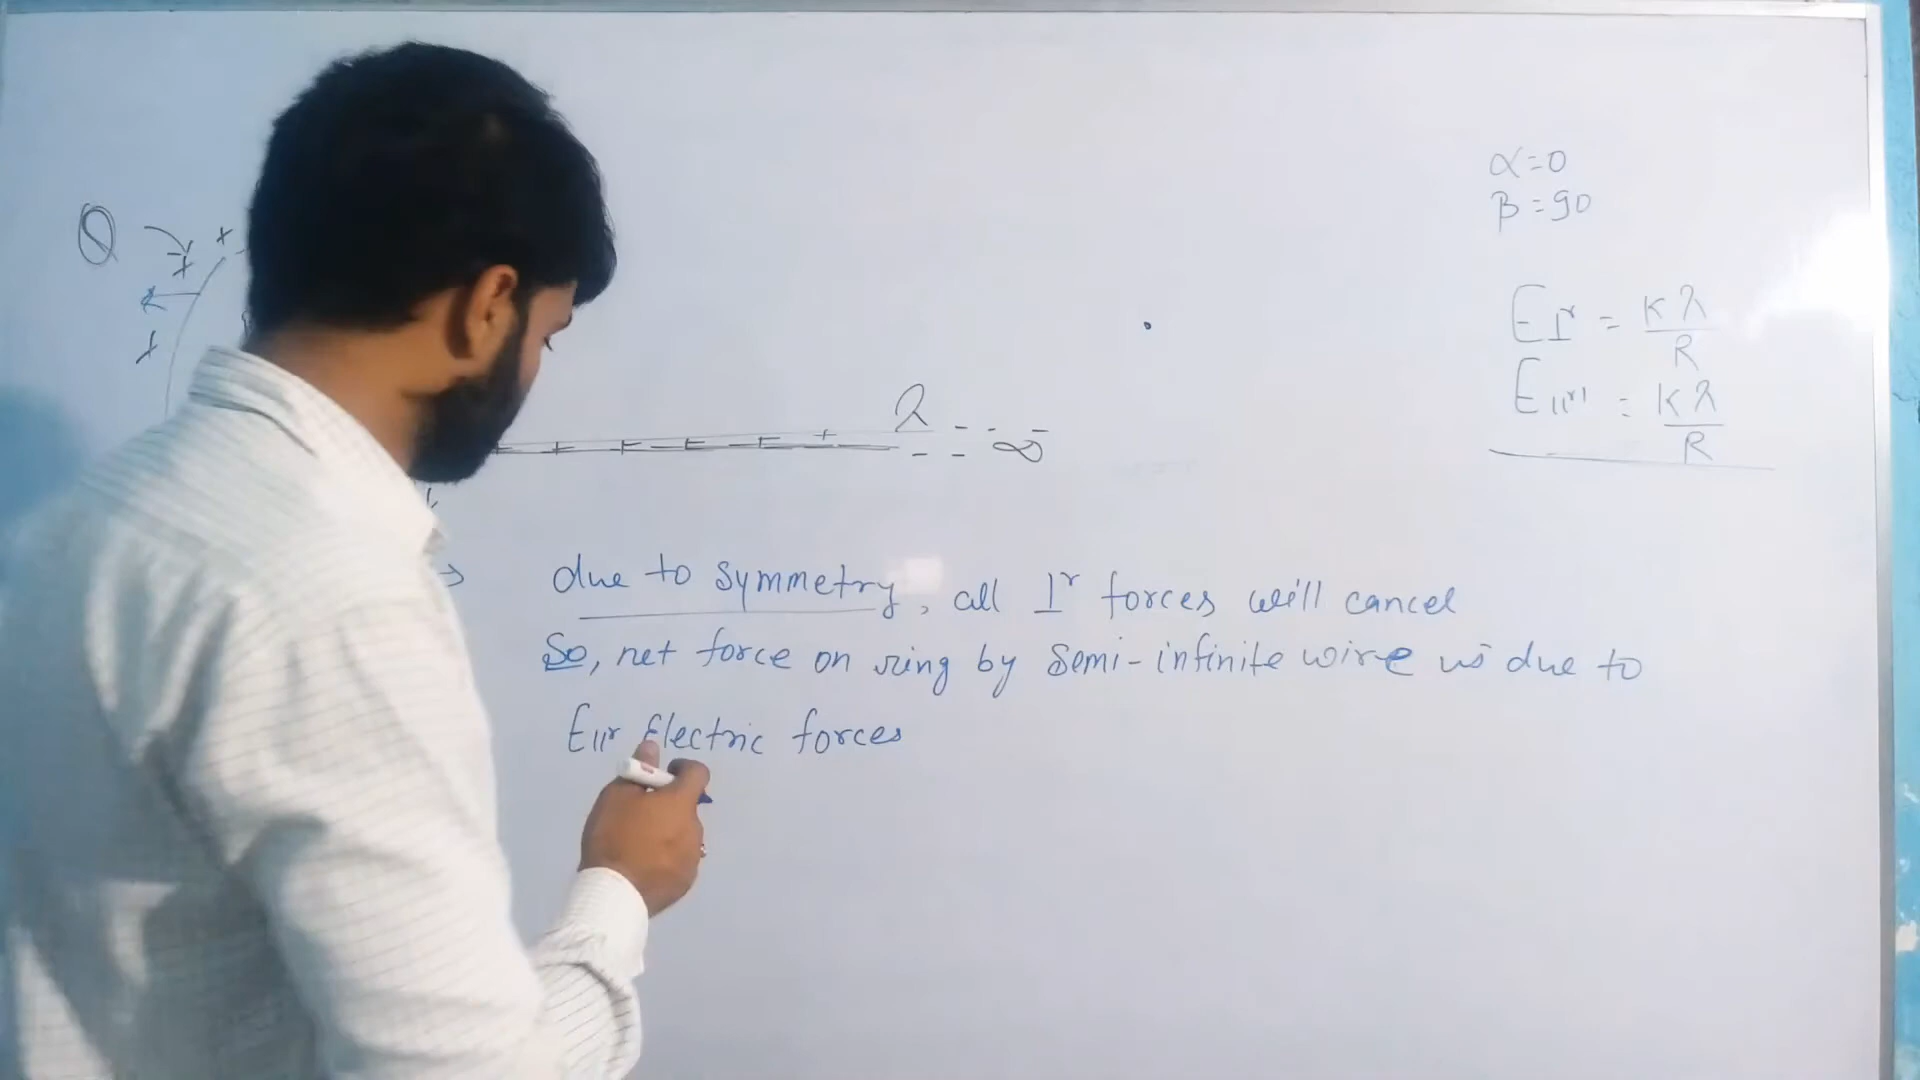 Q
α=0
β=90
E⊥r = Kλ/R
E||r = Kλ/R
λ
∞
due to symmetry, all ⊥r forces will cancel
So, net force on ring by Semi-infinite wire is due to
E||r Electric forces